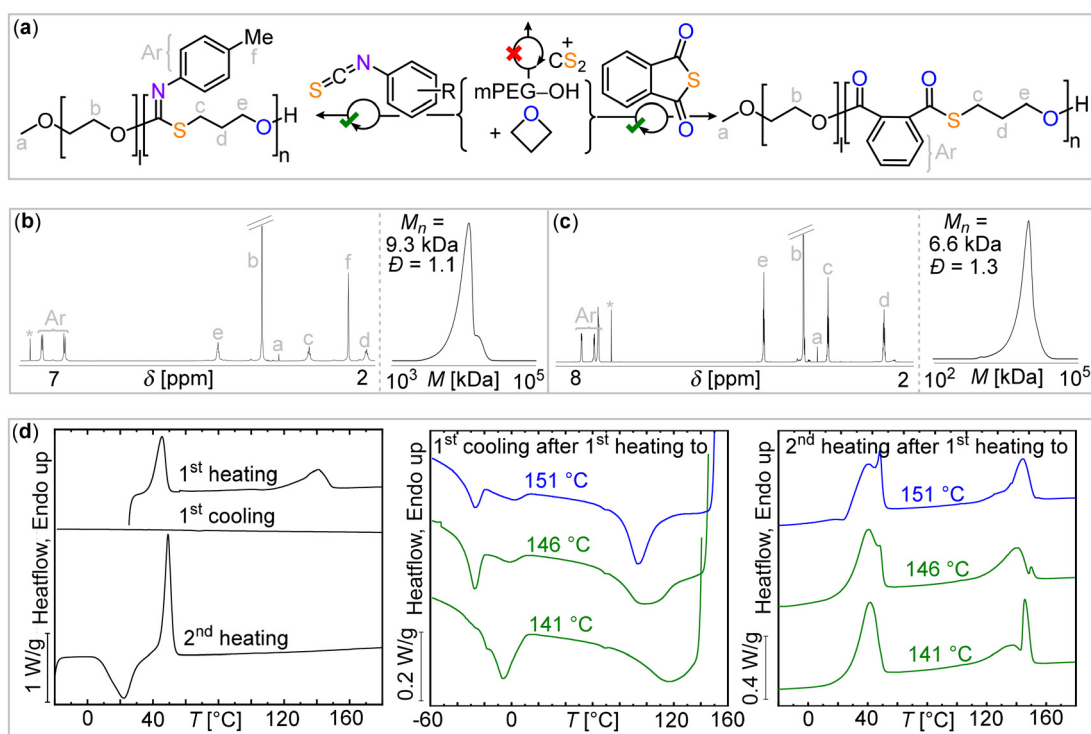 (a)
Ar
Me
f
N
b
c
e
O
O
S
O
H
a
d
l
n
S
C
N
R
CS2
+
mPEG–OH
+
O
O
S
O
b
O
O
c
e
O
O
S
O
H
a
d
l
n
Ar
(b)
Mn =
9.3 kDa
Đ = 1.1
b
f
Ar
*
e
a
c
d
7
δ [ppm]
2
10³ M [kDa] 10⁵
(c)
Mn =
6.6 kDa
Đ = 1.3
b
e
c
Ar
*
d
a
8
δ [ppm]
2
10² M [kDa] 10⁵
(d)
Heatflow, Endo up
1 W/g
1st heating
1st cooling
2nd heating
0 40 T [°C] 120 160
Heatflow, Endo up
0.2 W/g
1st cooling after 1st heating to
151 °C
146 °C
141 °C
-60 0 T [°C] 120
Heatflow, Endo up
0.4 W/g
2nd heating after 1st heating to
151 °C
146 °C
141 °C
0 40 T [°C] 120 160